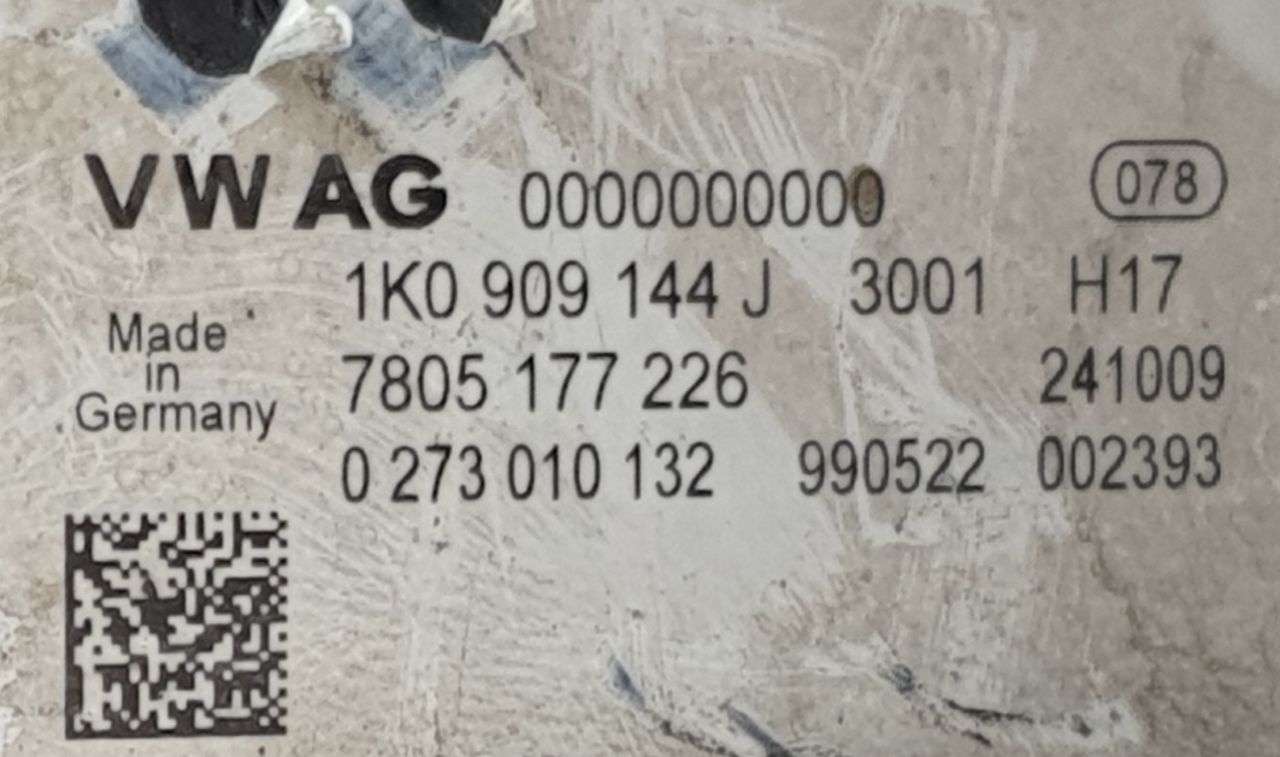 VW AG 0000000000 078
1K0 909 144 J 3001 H17
Made
in
Germany
7805 177 226 241009
0 273 010 132 990522 002393